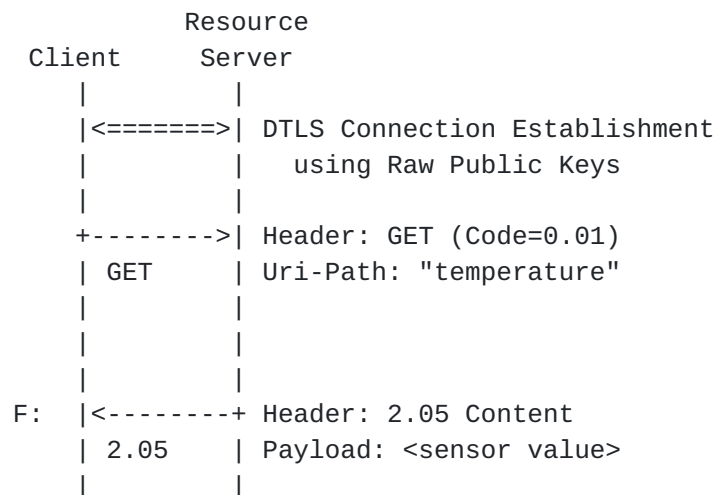 Resource
Client Server
| |
|<=======>| DTLS Connection Establishment
| | using Raw Public Keys
| |
+-------->| Header: GET (Code=0.01)
| GET | Uri-Path: "temperature"
| |
| |
| |
F: |<--------+ Header: 2.05 Content
| 2.05 | Payload: <sensor value>
| |